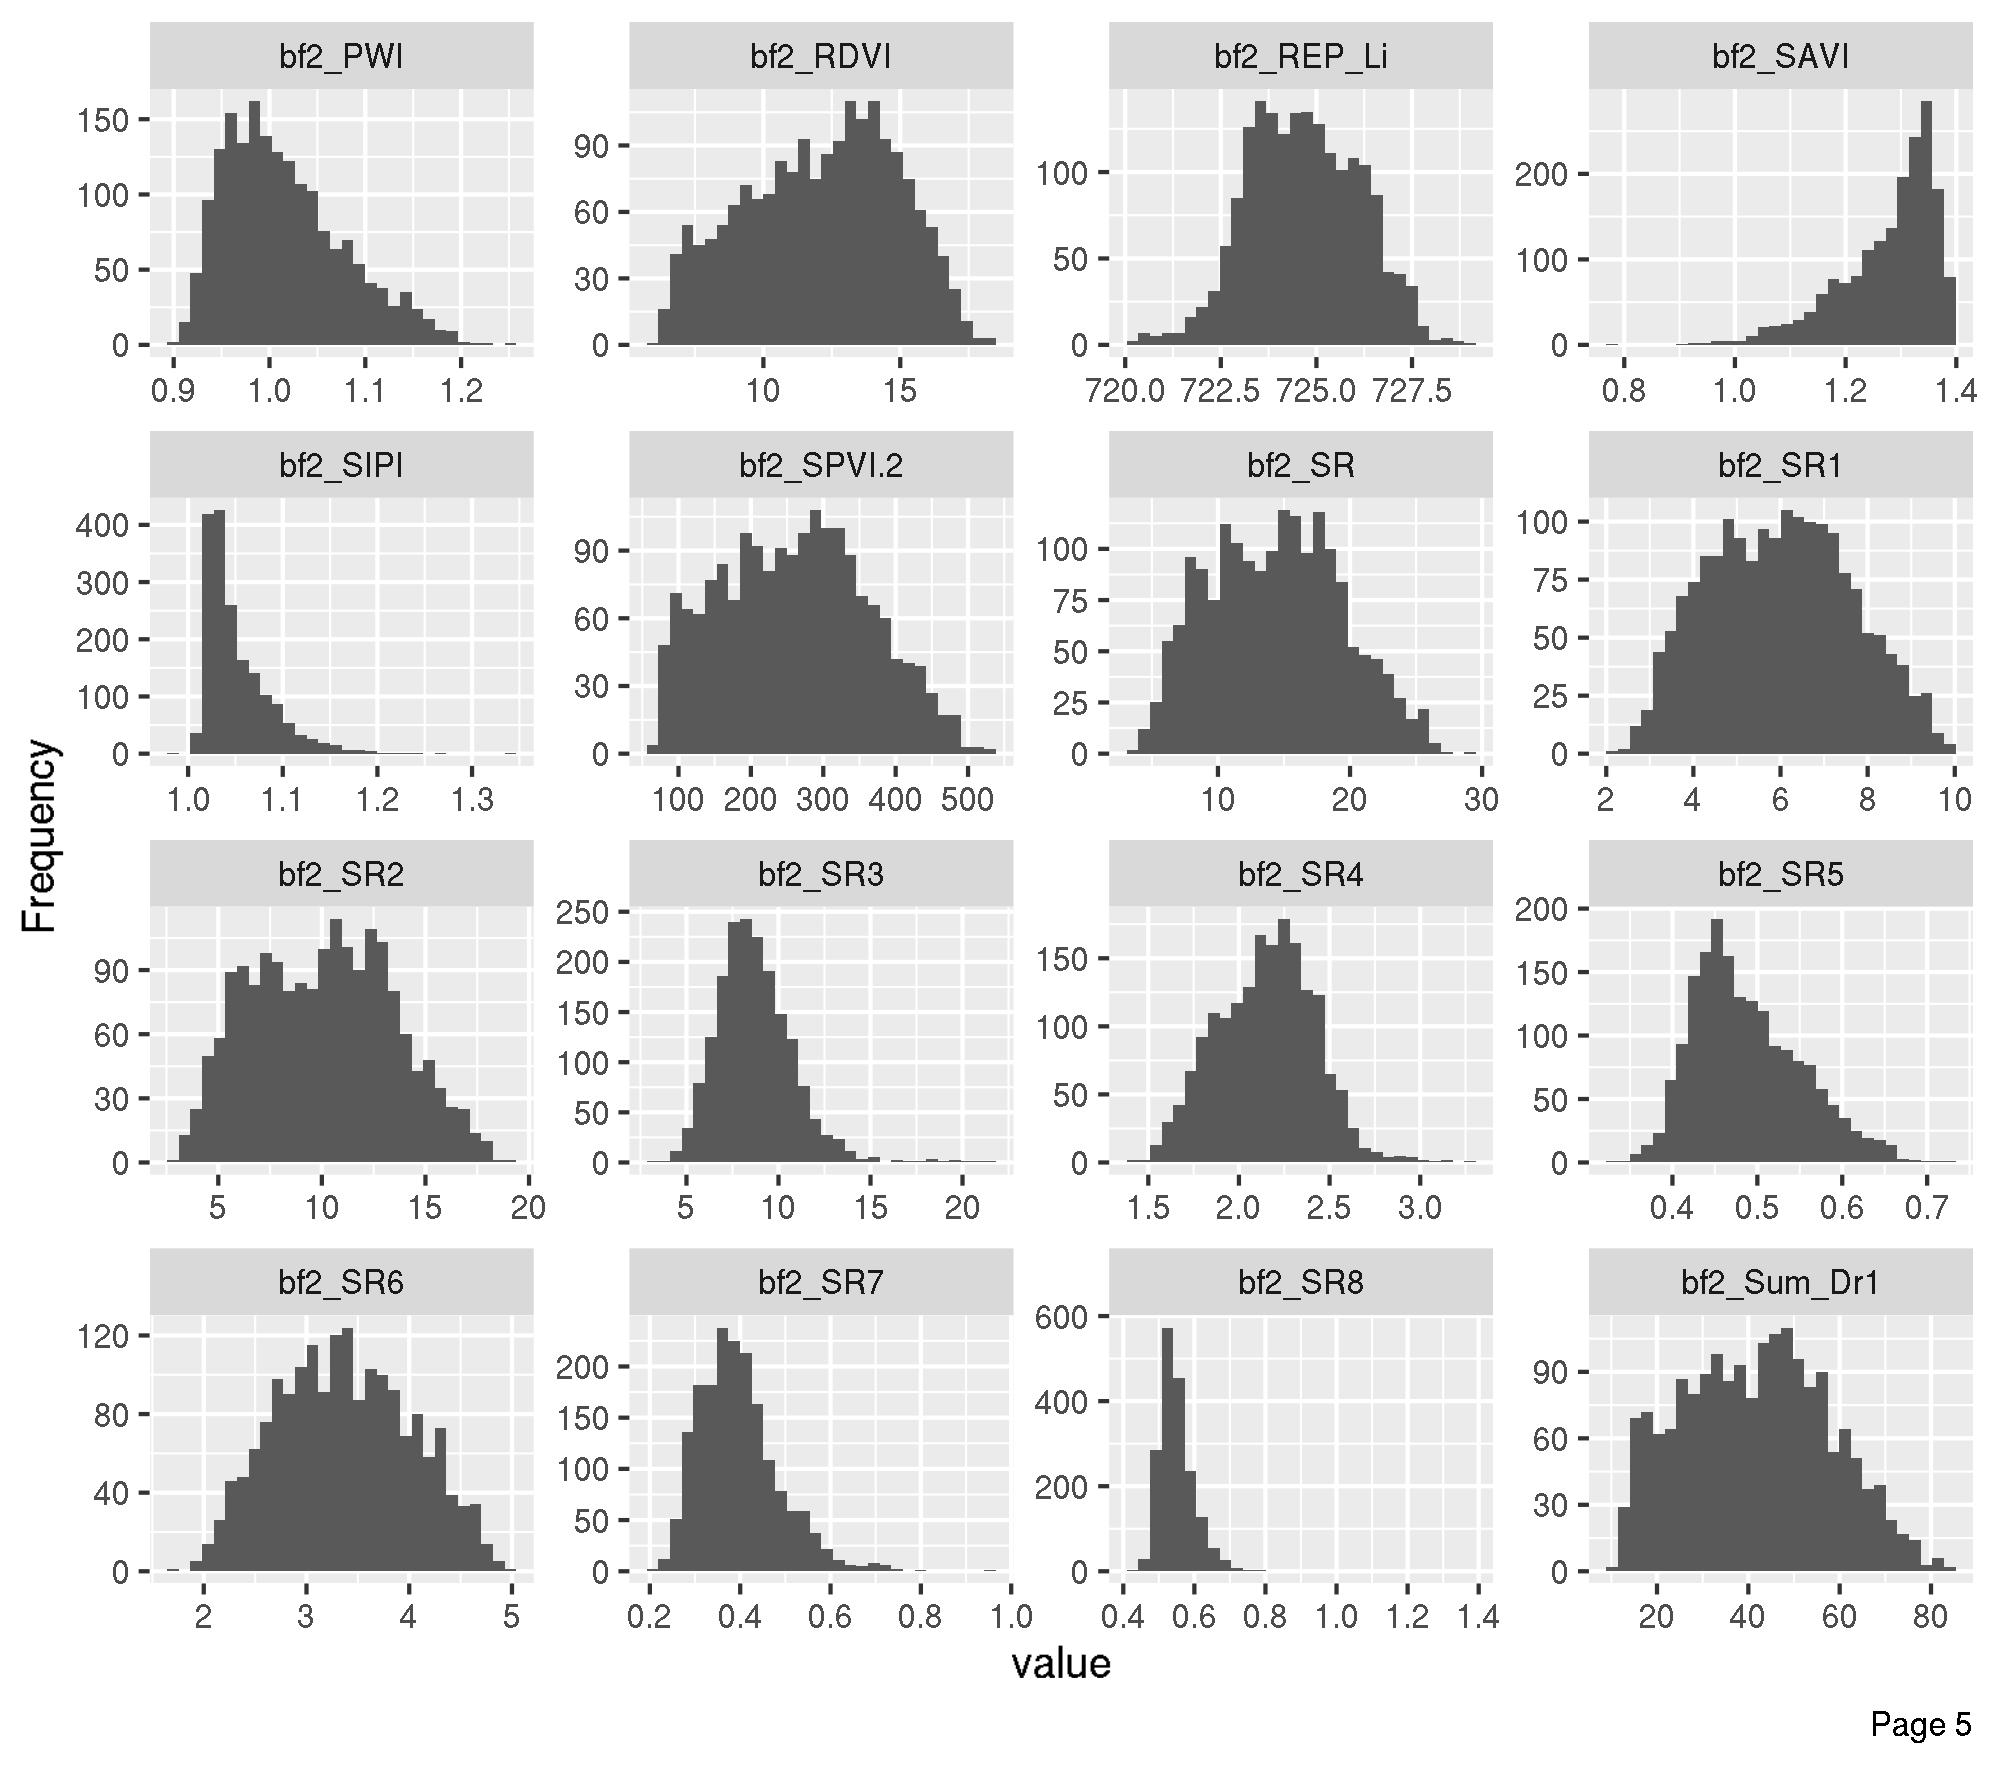 bf2_PWI bf2_RDVI bf2_REP_Li bf2_SAVI
150 100 50 0
0.9 1.0 1.1 1.2
90 60 30 0
10 15
100 50 0
720.0 722.5 725.0 727.5
200 100 0
0.8 1.0 1.2 1.4
bf2_SIPI bf2_SPVI.2 bf2_SR bf2_SR1
400 300 200 100 0
1.0 1.1 1.2 1.3
90 60 30 0
100 200 300 400 500
100 75 50 25 0
10 20 30
100 75 50 25 0
2 4 6 8 10
Frequency
bf2_SR2 bf2_SR3 bf2_SR4 bf2_SR5
90 60 30 0
5 10 15 20
250 200 150 100 50 0
5 10 15 20
150 100 50 0
1.5 2.0 2.5 3.0
200 150 100 50 0
0.4 0.5 0.6 0.7
bf2_SR6 bf2_SR7 bf2_SR8 bf2_Sum_Dr1
120 80 40 0
2 3 4 5
200 150 100 50 0
0.2 0.4 0.6 0.8 1.0
600 400 200 0
0.4 0.6 0.8 1.0 1.2 1.4
90 60 30 0
20 40 60 80
value
Page 5